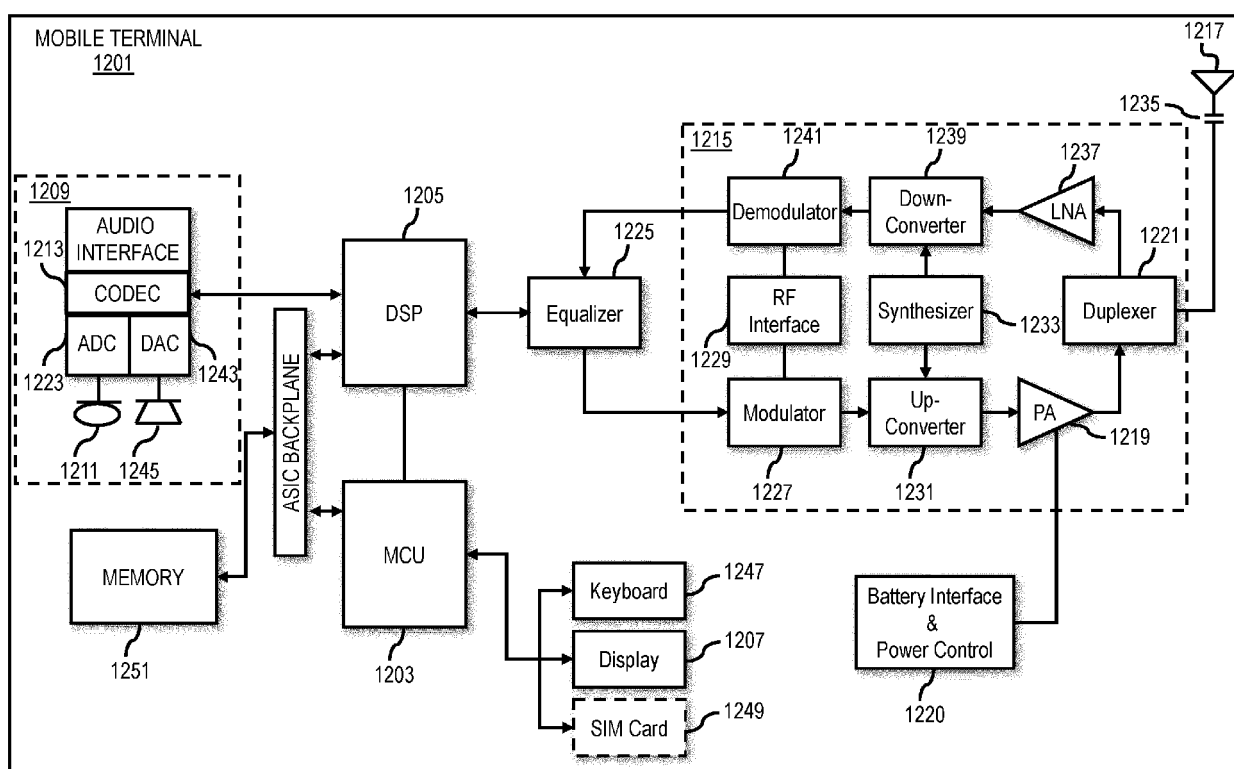 MOBILE TERMINAL
1201
1217
1235
1215
1241
1239
1237
1209
1205
LNA
Down-
Converter
Demodulator
1221
AUDIO
INTERFACE
1225
1213
CODEC
DSP
Equalizer
RF
Interface
Synthesizer
Duplexer
1233
1229
ADC
DAC
1223
1243
Modulator
Up-
Converter
PA
1219
1211
1245
ASIC BACKPLANE
1227
1231
MEMORY
MCU
Keyboard
1247
Battery Interface
&
Power Control
Display
1207
1251
1203
SIM Card
1249
1220